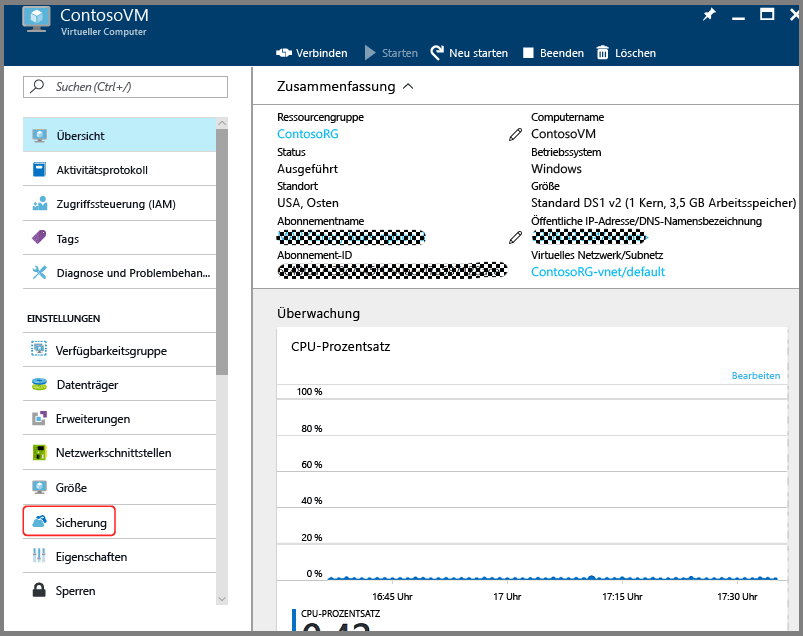 ContosoVM
Virtueller Computer
Verbinden Starten Neu starten Beenden Löschen
Suchen (Ctrl+/)
Übersicht
Aktivitätsprotokoll
Zugriffssteuerung (IAM)
Tags
Diagnose und Problembehan...
EINSTELLUNGEN
Verfügbarkeitsgruppe
Datenträger
Erweiterungen
Netzwerkschnittstellen
Größe
Sicherung
Eigenschaften
Sperren
Zusammenfassung
Ressourcengruppe
ContosoRG
Status
Ausgeführt
Standort
USA, Osten
Abonnementname
Abonnement-ID
Computername
ContosoVM
Betriebssystem
Windows
Größe
Standard DS1 v2 (1 Kern, 3,5 GB Arbeitsspeicher)
Öffentliche IP-Adresse/DNS-Namensbezeichnung
Virtuelles Netzwerk/Subnetz
ContosoRG-vnet/default
Überwachung
CPU-Prozentsatz
Bearbeiten
100 %
80 %
60 %
40 %
20 %
0 %
16:45 Uhr 17 Uhr 17:15 Uhr 17:30 Uhr
CPU-PROZENTSATZ